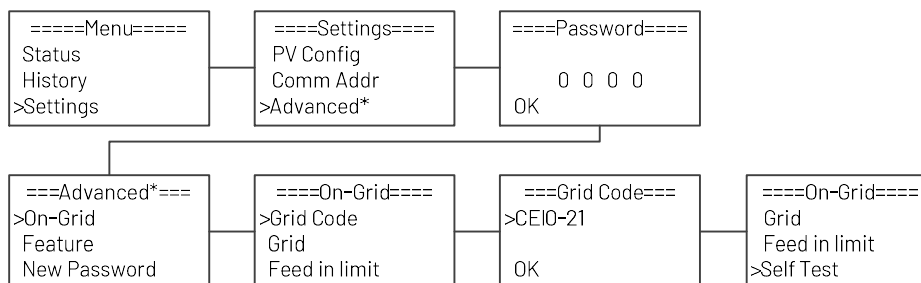 =====Menu=====
Status
History
>Settings
====Settings====
PV Config
Comm Addr
>Advanced*
====Password====
0 0 0 0
OK
===Advanced*===
>On-Grid
Feature
New Password
====On-Grid====
>Grid Code
Grid
Feed in limit
===Grid Code===
>CEI0-21
OK
====On-Grid====
Grid
Feed in limit
>Self Test